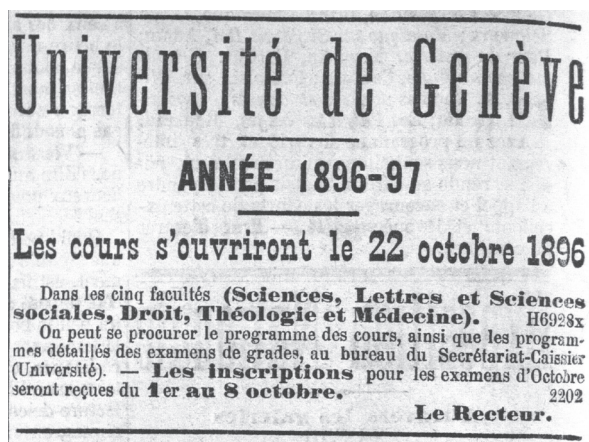 Université de Genève
ANNÉE 1896-97
Les cours s'ouvriront le 22 octobre 1896
Dans les cinq facultés (Sciences, Lettres et Sciences
sociales, Droit, Théologie et Médecine). H6928x
On peut se procurer le programme des cours, ainsi que les program-
mes détaillés des examens de grades, au bureau du Secrétariat-Caissier
(Université). — Les inscriptions pour les examens d'Octobre
seront reçues du 1er au 8 octobre. 2202
Le Recteur.